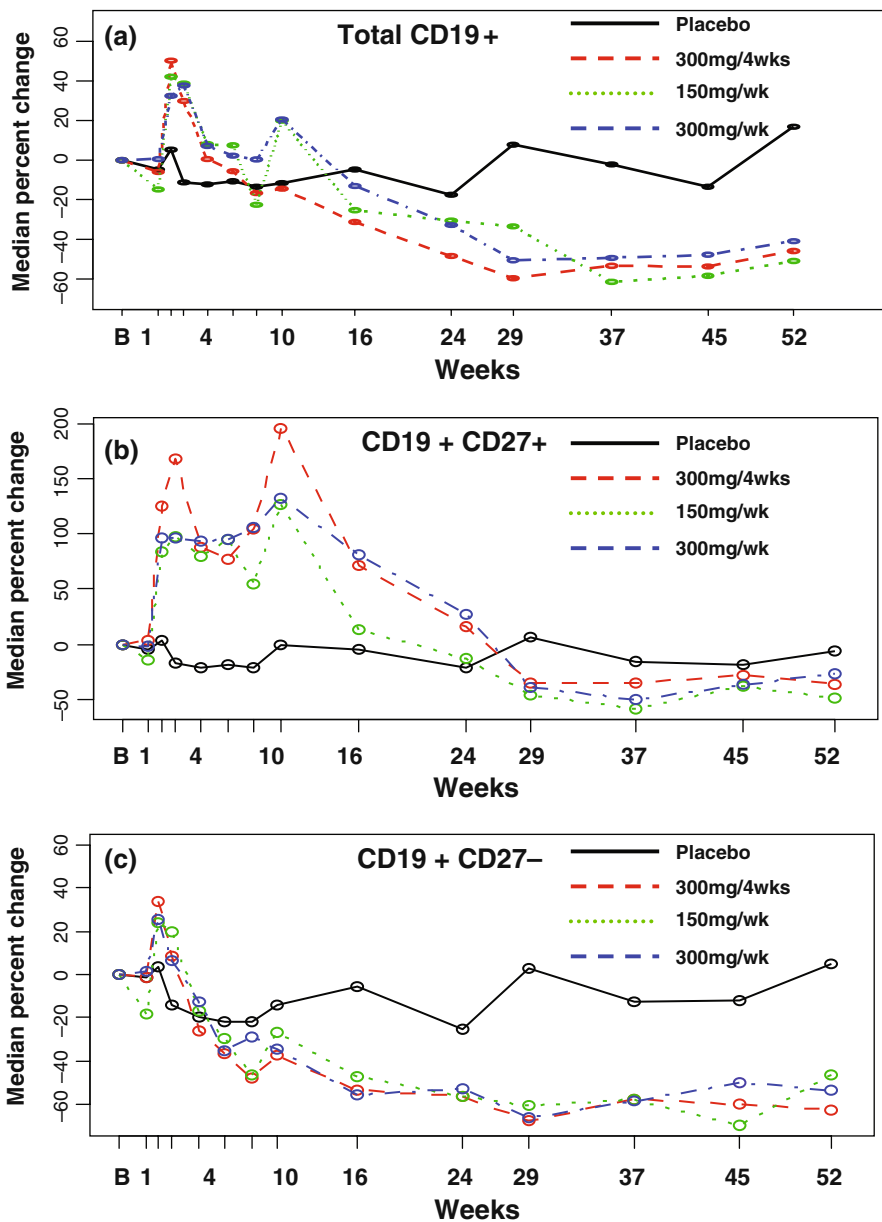 (a)
Total CD19 +
Placebo
300mg/4wks
150mg/wk
300mg/wk
Median percent change
60
40
20
0
−20
−40
−60
B 1 4 10 16 24 29 37 45 52
Weeks
(b)
CD19 + CD27+
Placebo
300mg/4wks
150mg/wk
300mg/wk
Median percent change
200
150
100
50
0
−50
B 1 4 10 16 24 29 37 45 52
Weeks
(c)
CD19 + CD27−
Placebo
300mg/4wks
150mg/wk
300mg/wk
Median percent change
60
40
20
0
−20
−40
−60
B 1 4 10 16 24 29 37 45 52
Weeks